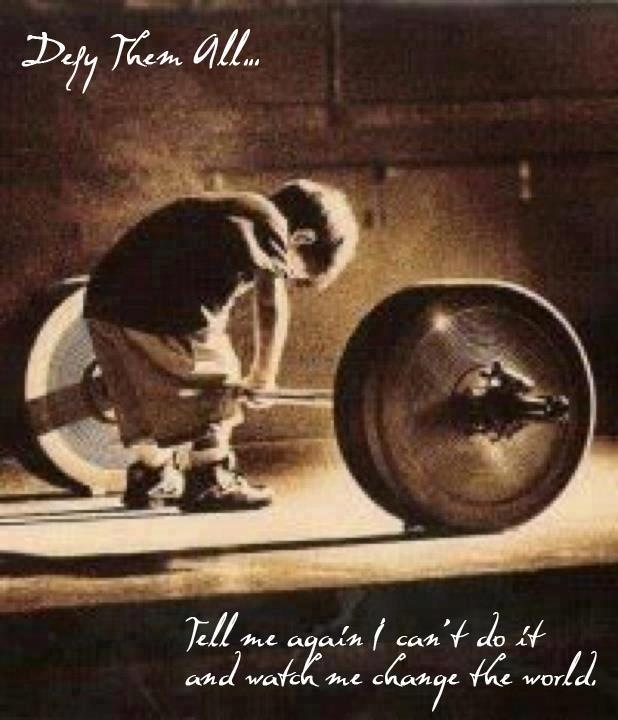 Defy Them All...
Tell me again I can't do it
and watch me change the world.